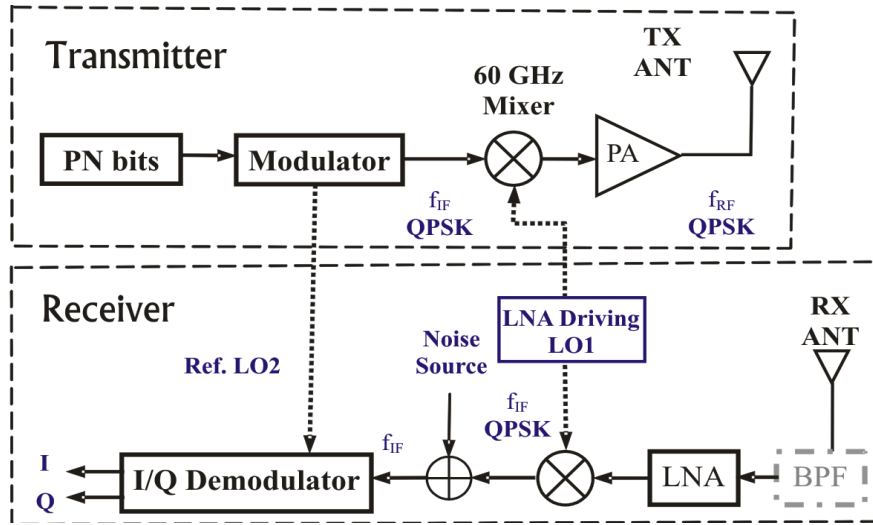 Transmitter
TX
ANT
60 GHz
Mixer
PN bits
Modulator
PA
f_IF
QPSK
f_RF
QPSK
Receiver
LNA Driving
LO1
RX
ANT
Ref. LO2
Noise
Source
f_IF
QPSK
f_IF
I
Q
I/Q Demodulator
LNA
BPF